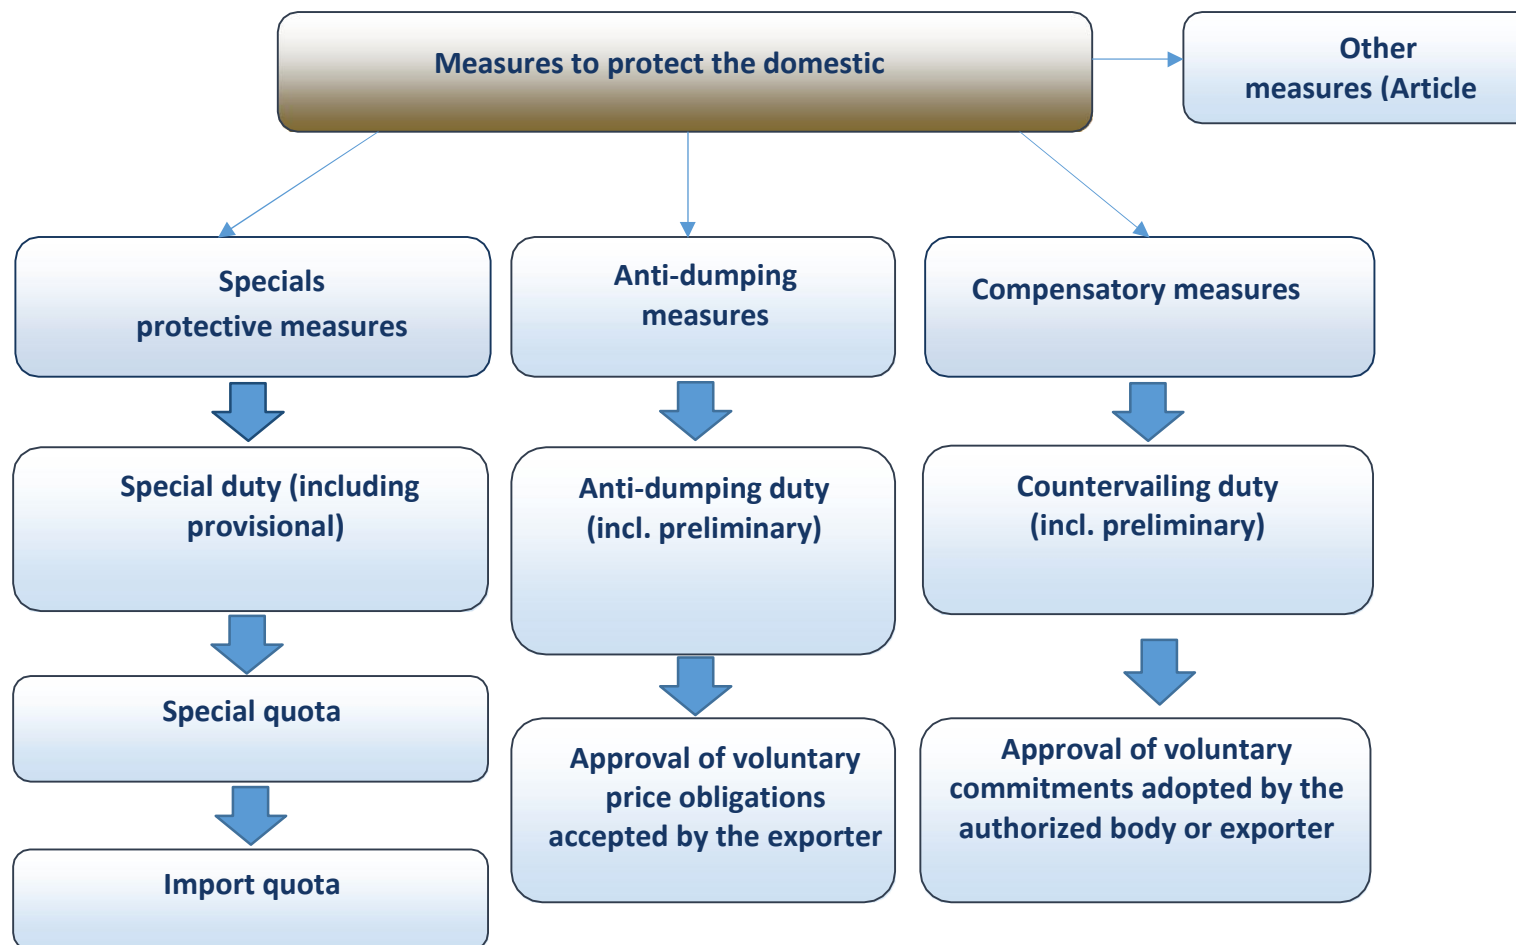 Measures to protect the domestic
Other
measures (Article
Specials
protective measures
Anti-dumping
measures
Compensatory measures
Special duty (including
provisional)
Anti-dumping duty
(incl. preliminary)
Countervailing duty
(incl. preliminary)
Special quota
Approval of voluntary
price obligations
accepted by the exporter
Approval of voluntary
commitments adopted by the
authorized body or exporter
Import quota